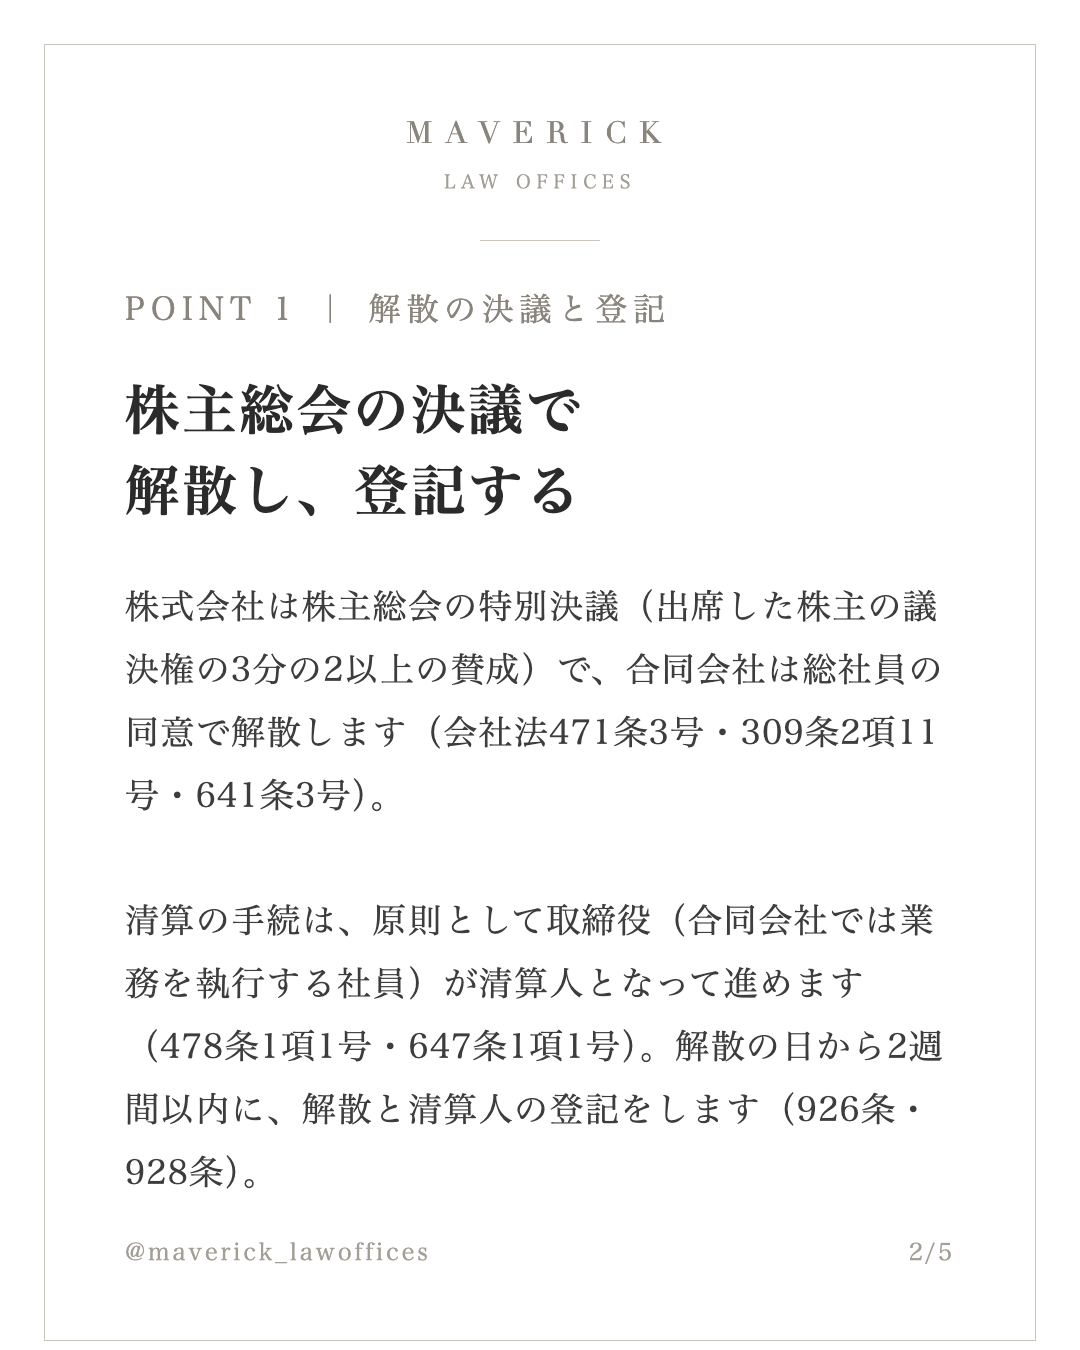 MAVERICK
LAW OFFICES
POINT 1 ｜ 解散の決議と登記
株主総会の決議で
解散し、登記する
株式会社は株主総会の特別決議（出席した株主の議
決権の3分の2以上の賛成）で、合同会社は総社員の
同意で解散します（会社法471条3号・309条2項11
号・641条3号）。
清算の手続は、原則として取締役（合同会社では業
務を執行する社員）が清算人となって進めます
（478条1項1号・647条1項1号）。解散の日から2週
間以内に、解散と清算人の登記をします（926条・
928条）。
@maverick_lawoffices
2/5